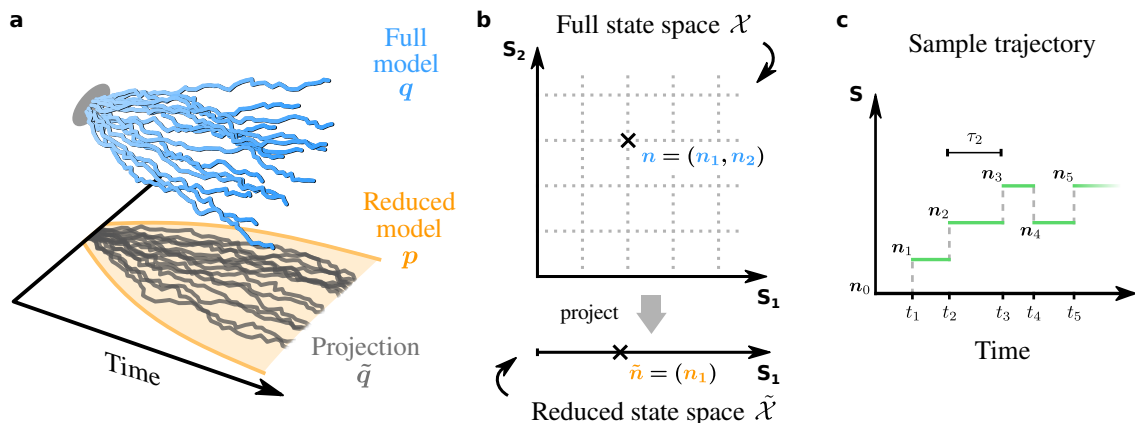 a
Full
model
q
Reduced
model
p
Projection
q̃
Time
b
Full state space 𝒳
S₂
n = (n₁, n₂)
S₁
project
S₁
ñ = (n₁)
Reduced state space 𝒳̃
c
Sample trajectory
S
τ₂
n₃
n₅
n₂
n₁
n₄
n₀
t₁ t₂ t₃ t₄ t₅
Time